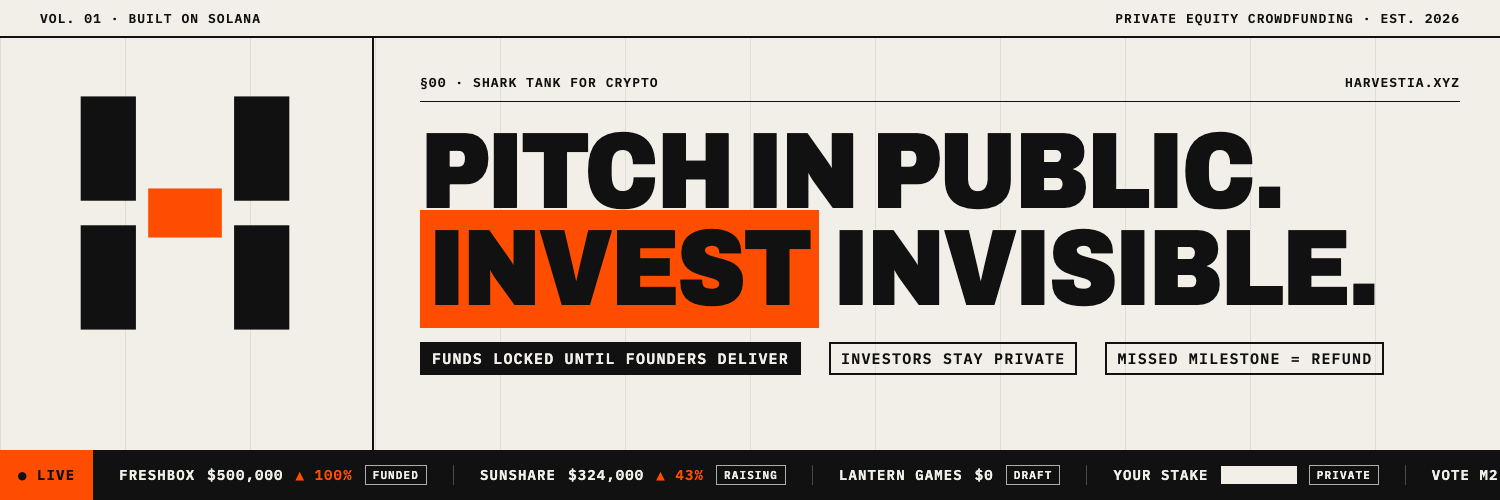 VOL. 01 · BUILT ON SOLANA
PRIVATE EQUITY CROWDFUNDING · EST. 2026
§00 · SHARK TANK FOR CRYPTO
HARVESTIA.XYZ
PITCH IN PUBLIC.
INVEST INVISIBLE.
FUNDS LOCKED UNTIL FOUNDERS DELIVER
INVESTORS STAY PRIVATE
MISSED MILESTONE = REFUND
● LIVE
FRESHBOX $500,000 ▲ 100% FUNDED
SUNSHARE $324,000 ▲ 43% RAISING
LANTERN GAMES $0 DRAFT
YOUR STAKE PRIVATE
VOTE M2